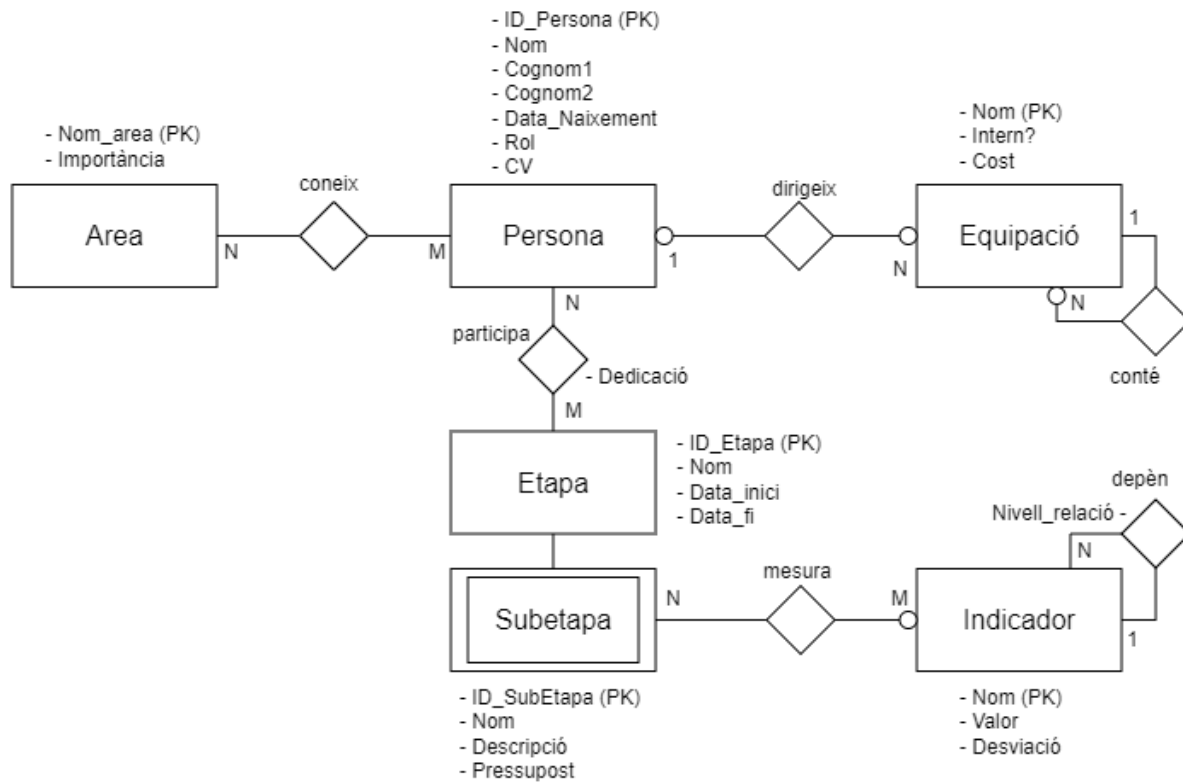 - ID_Persona (PK)
- Nom
- Cognom1
- Cognom2
- Data_Naixement
- Rol
- CV
- Nom_area (PK)
- Importància
- Nom (PK)
- Intern?
- Cost
Area
N
coneix
M
Persona
1
dirigeix
N
Equipació
1
N
conté
N
participa
- Dedicació
M
Etapa
- ID_Etapa (PK)
- Nom
- Data_inici
- Data_fi
depèn
Nivell_relació -
N
1
Subetapa
N
mesura
M
Indicador
- ID_SubEtapa (PK)
- Nom
- Descripció
- Pressupost
- Nom (PK)
- Valor
- Desviació